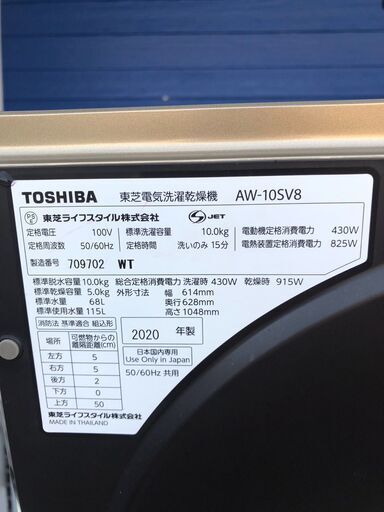 TOSHIBA 東芝電気洗濯乾燥機 AW-10SV8
PS E 東芝ライフスタイル株式会社 S JET
定格電圧 100V 標準洗濯容量 10.0kg 電動機定格消費電力 430W
定格周波数 50/60Hz 定格時間 洗いのみ 15分 電熱装置定格消費電力 825W
製造番号 709702 WT
標準脱水容量10.0kg 総合定格消費電力 洗濯時 430W 乾燥時 915W
標準乾燥容量 5.0kg 外形寸法 幅 614mm
標準水量 68L 奥行 628mm
標準使用水量 115L 高さ 1048mm
消防法 基準適合 組込形
場所 可燃物からの離隔距離(cm)
左方 5
右方 5
後方 2
下方 0
上方 50
2020 年製
日本国内専用
Use Only in Japan
50/60Hz 共用
東芝ライフスタイル株式会社
MADE IN THAILAND